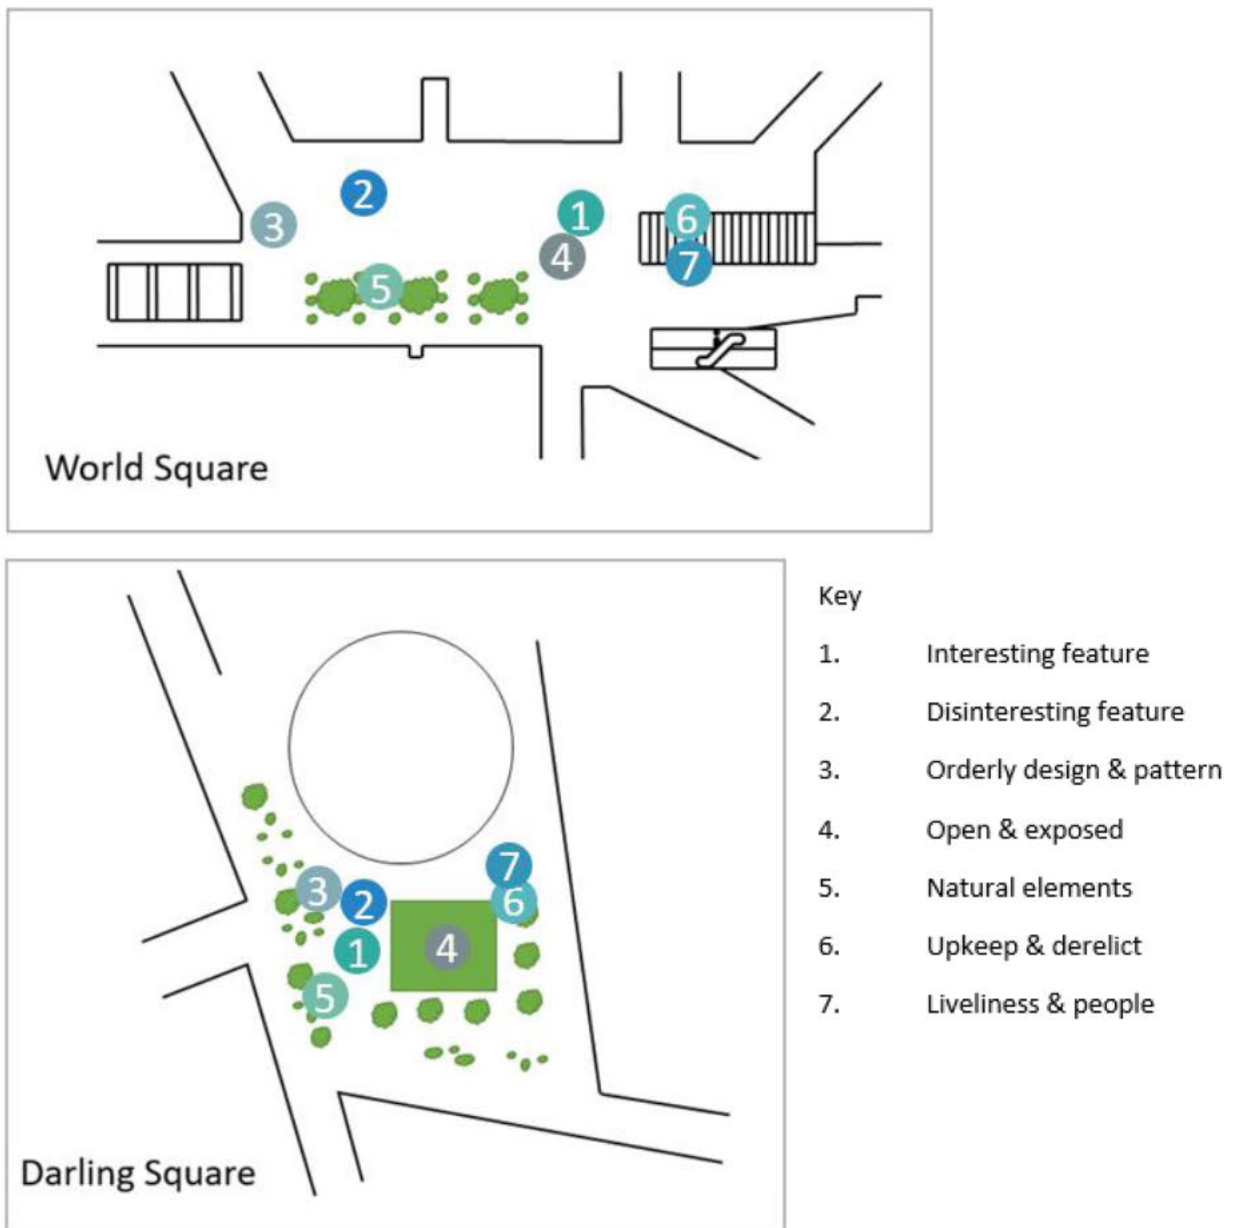 2
1
6
3
4
7
5
World Square
Key
1. Interesting feature
2. Disinteresting feature
3. Orderly design & pattern
4. Open & exposed
5. Natural elements
6. Upkeep & derelict
7. Liveliness & people
7
3
2
6
1
4
5
Darling Square